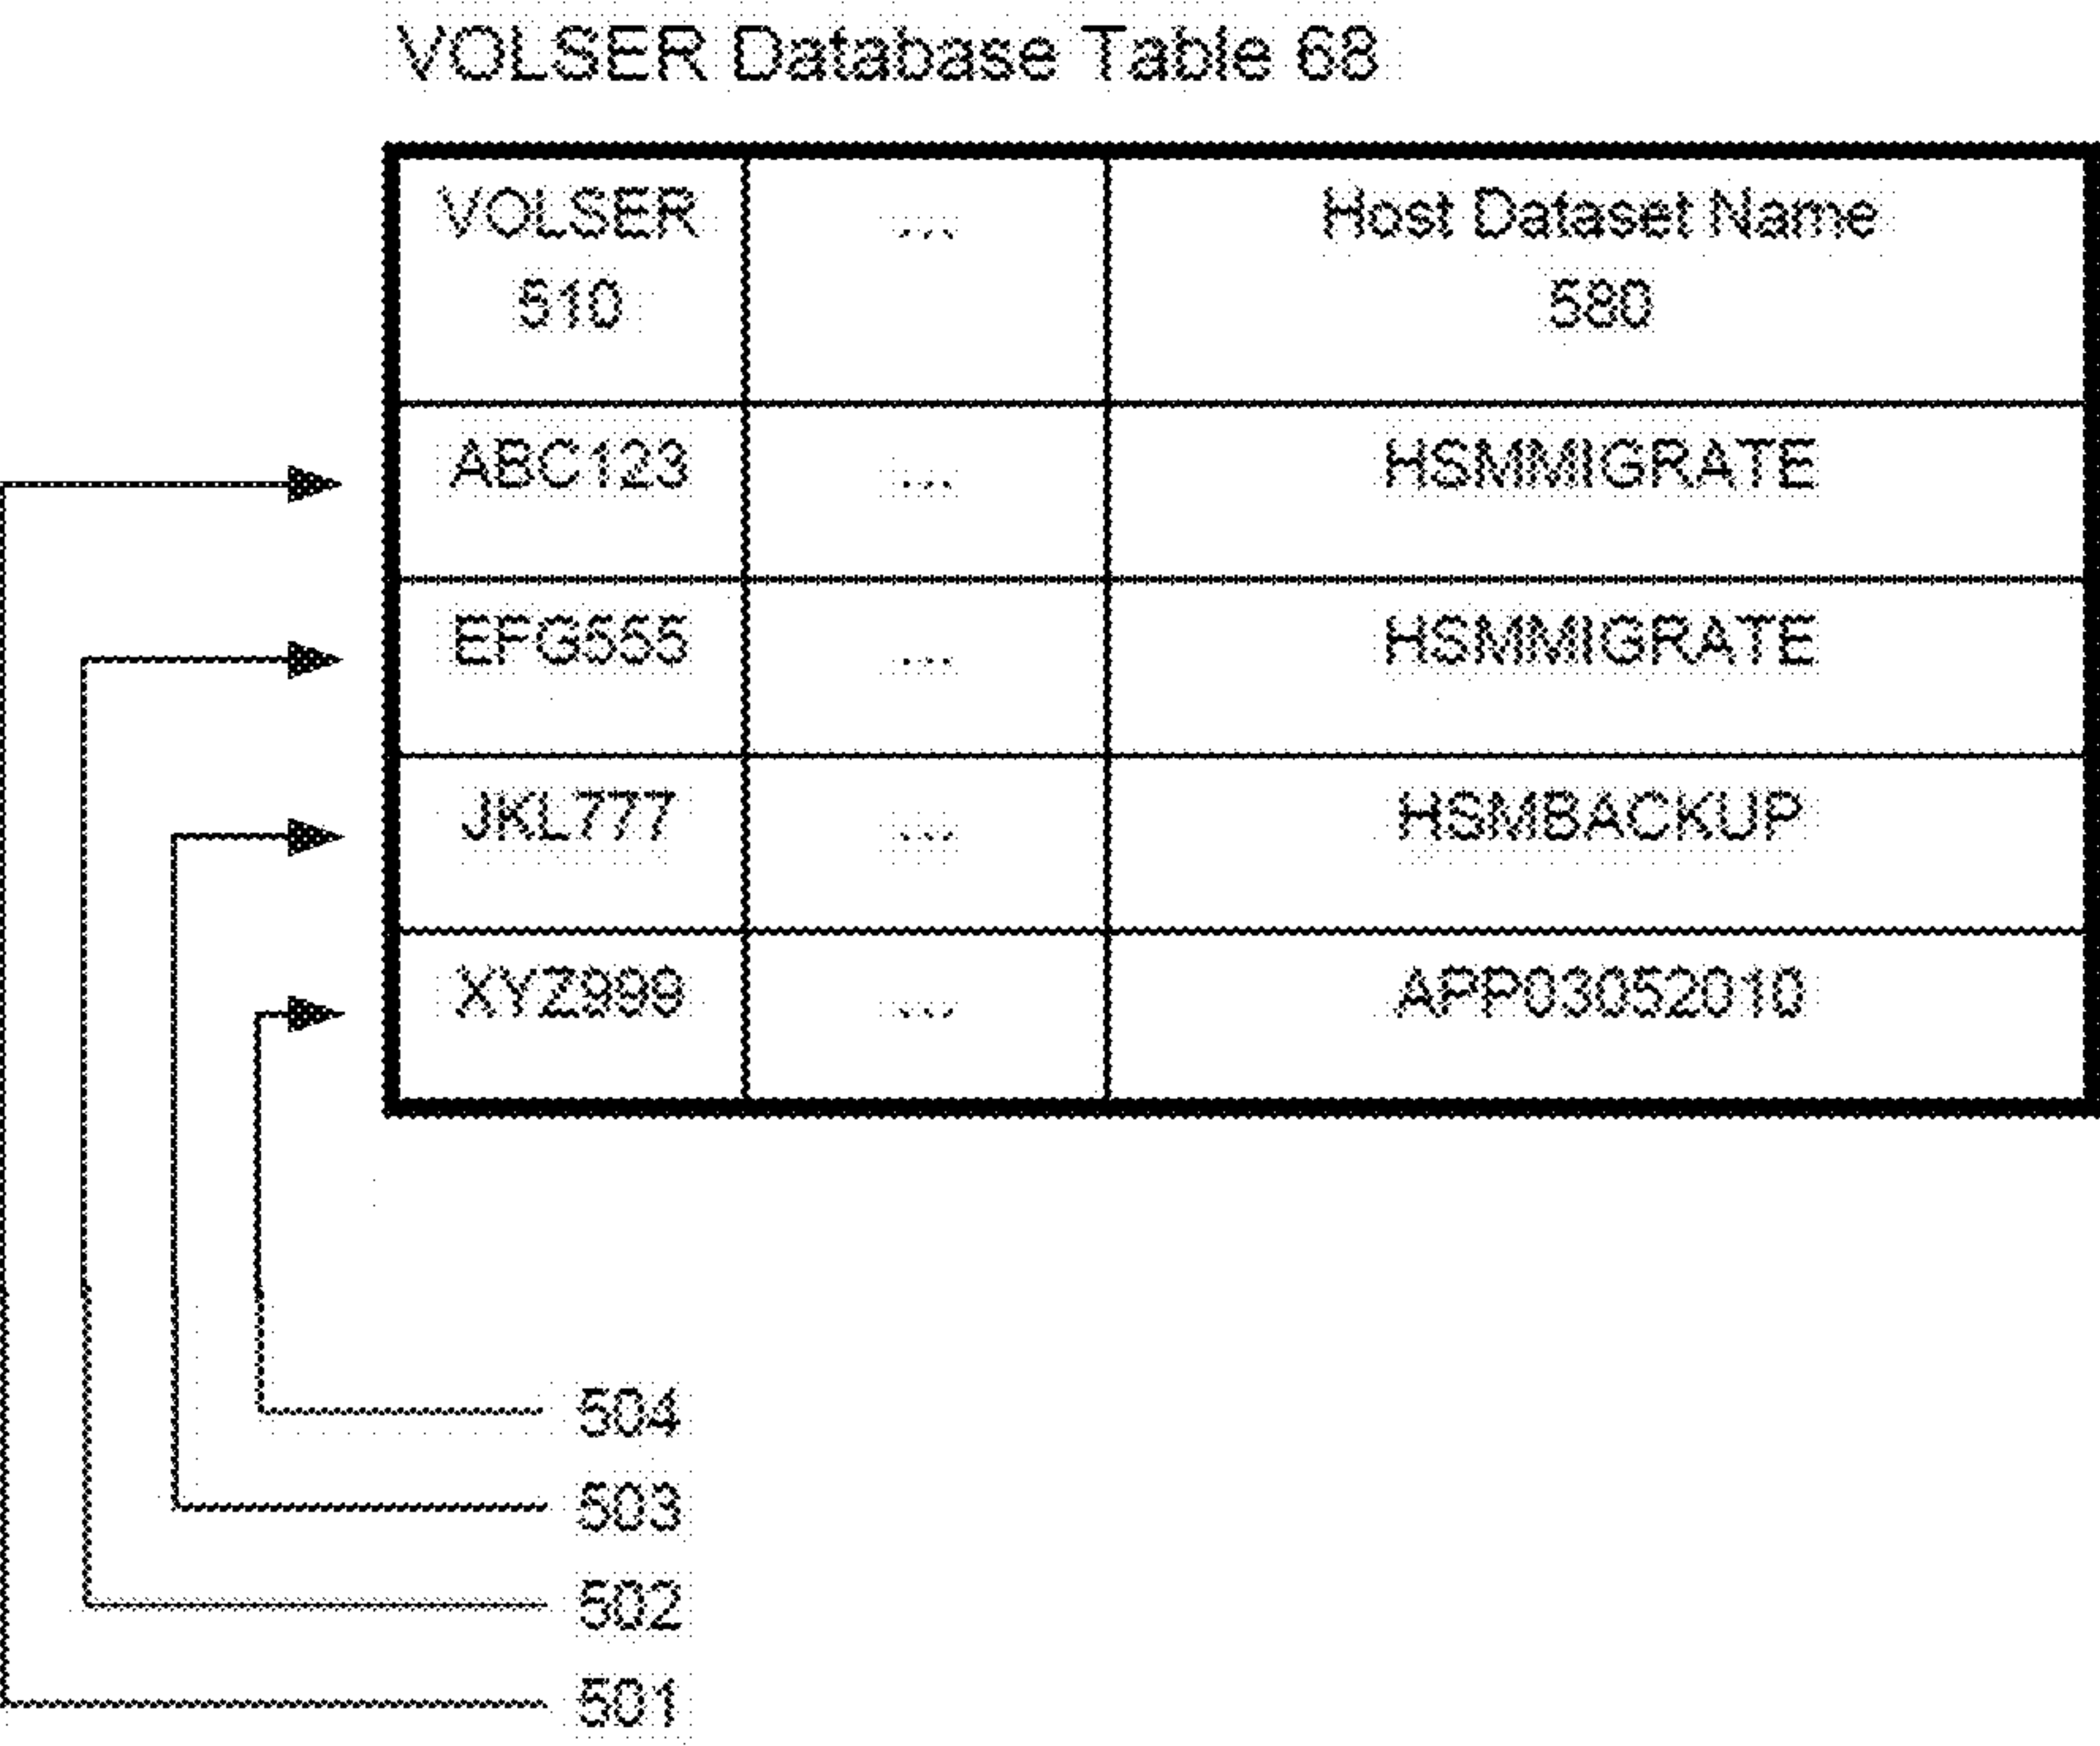 VOLSER Database Table 68
VOLSER ... Host Dataset Name
510 580
ABC123 ... HSMMIGRATE
EFG555 ... HSMMIGRATE
JKL777 ... HSMBACKUP
XYZ999 ... APP03052010
504
503
502
501